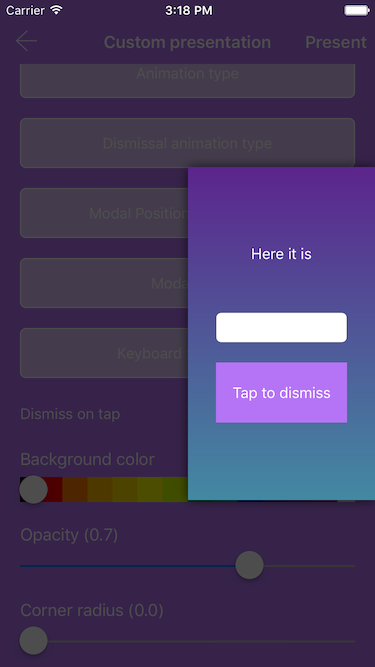 Carrier 3:18 PM
Custom presentation Present
Animation type
Dismissal animation type
Modal Position
Moda
Keyboard
Here it is
Tap to dismiss
Dismiss on tap
Background color
Opacity (0.7)
Corner radius (0.0)